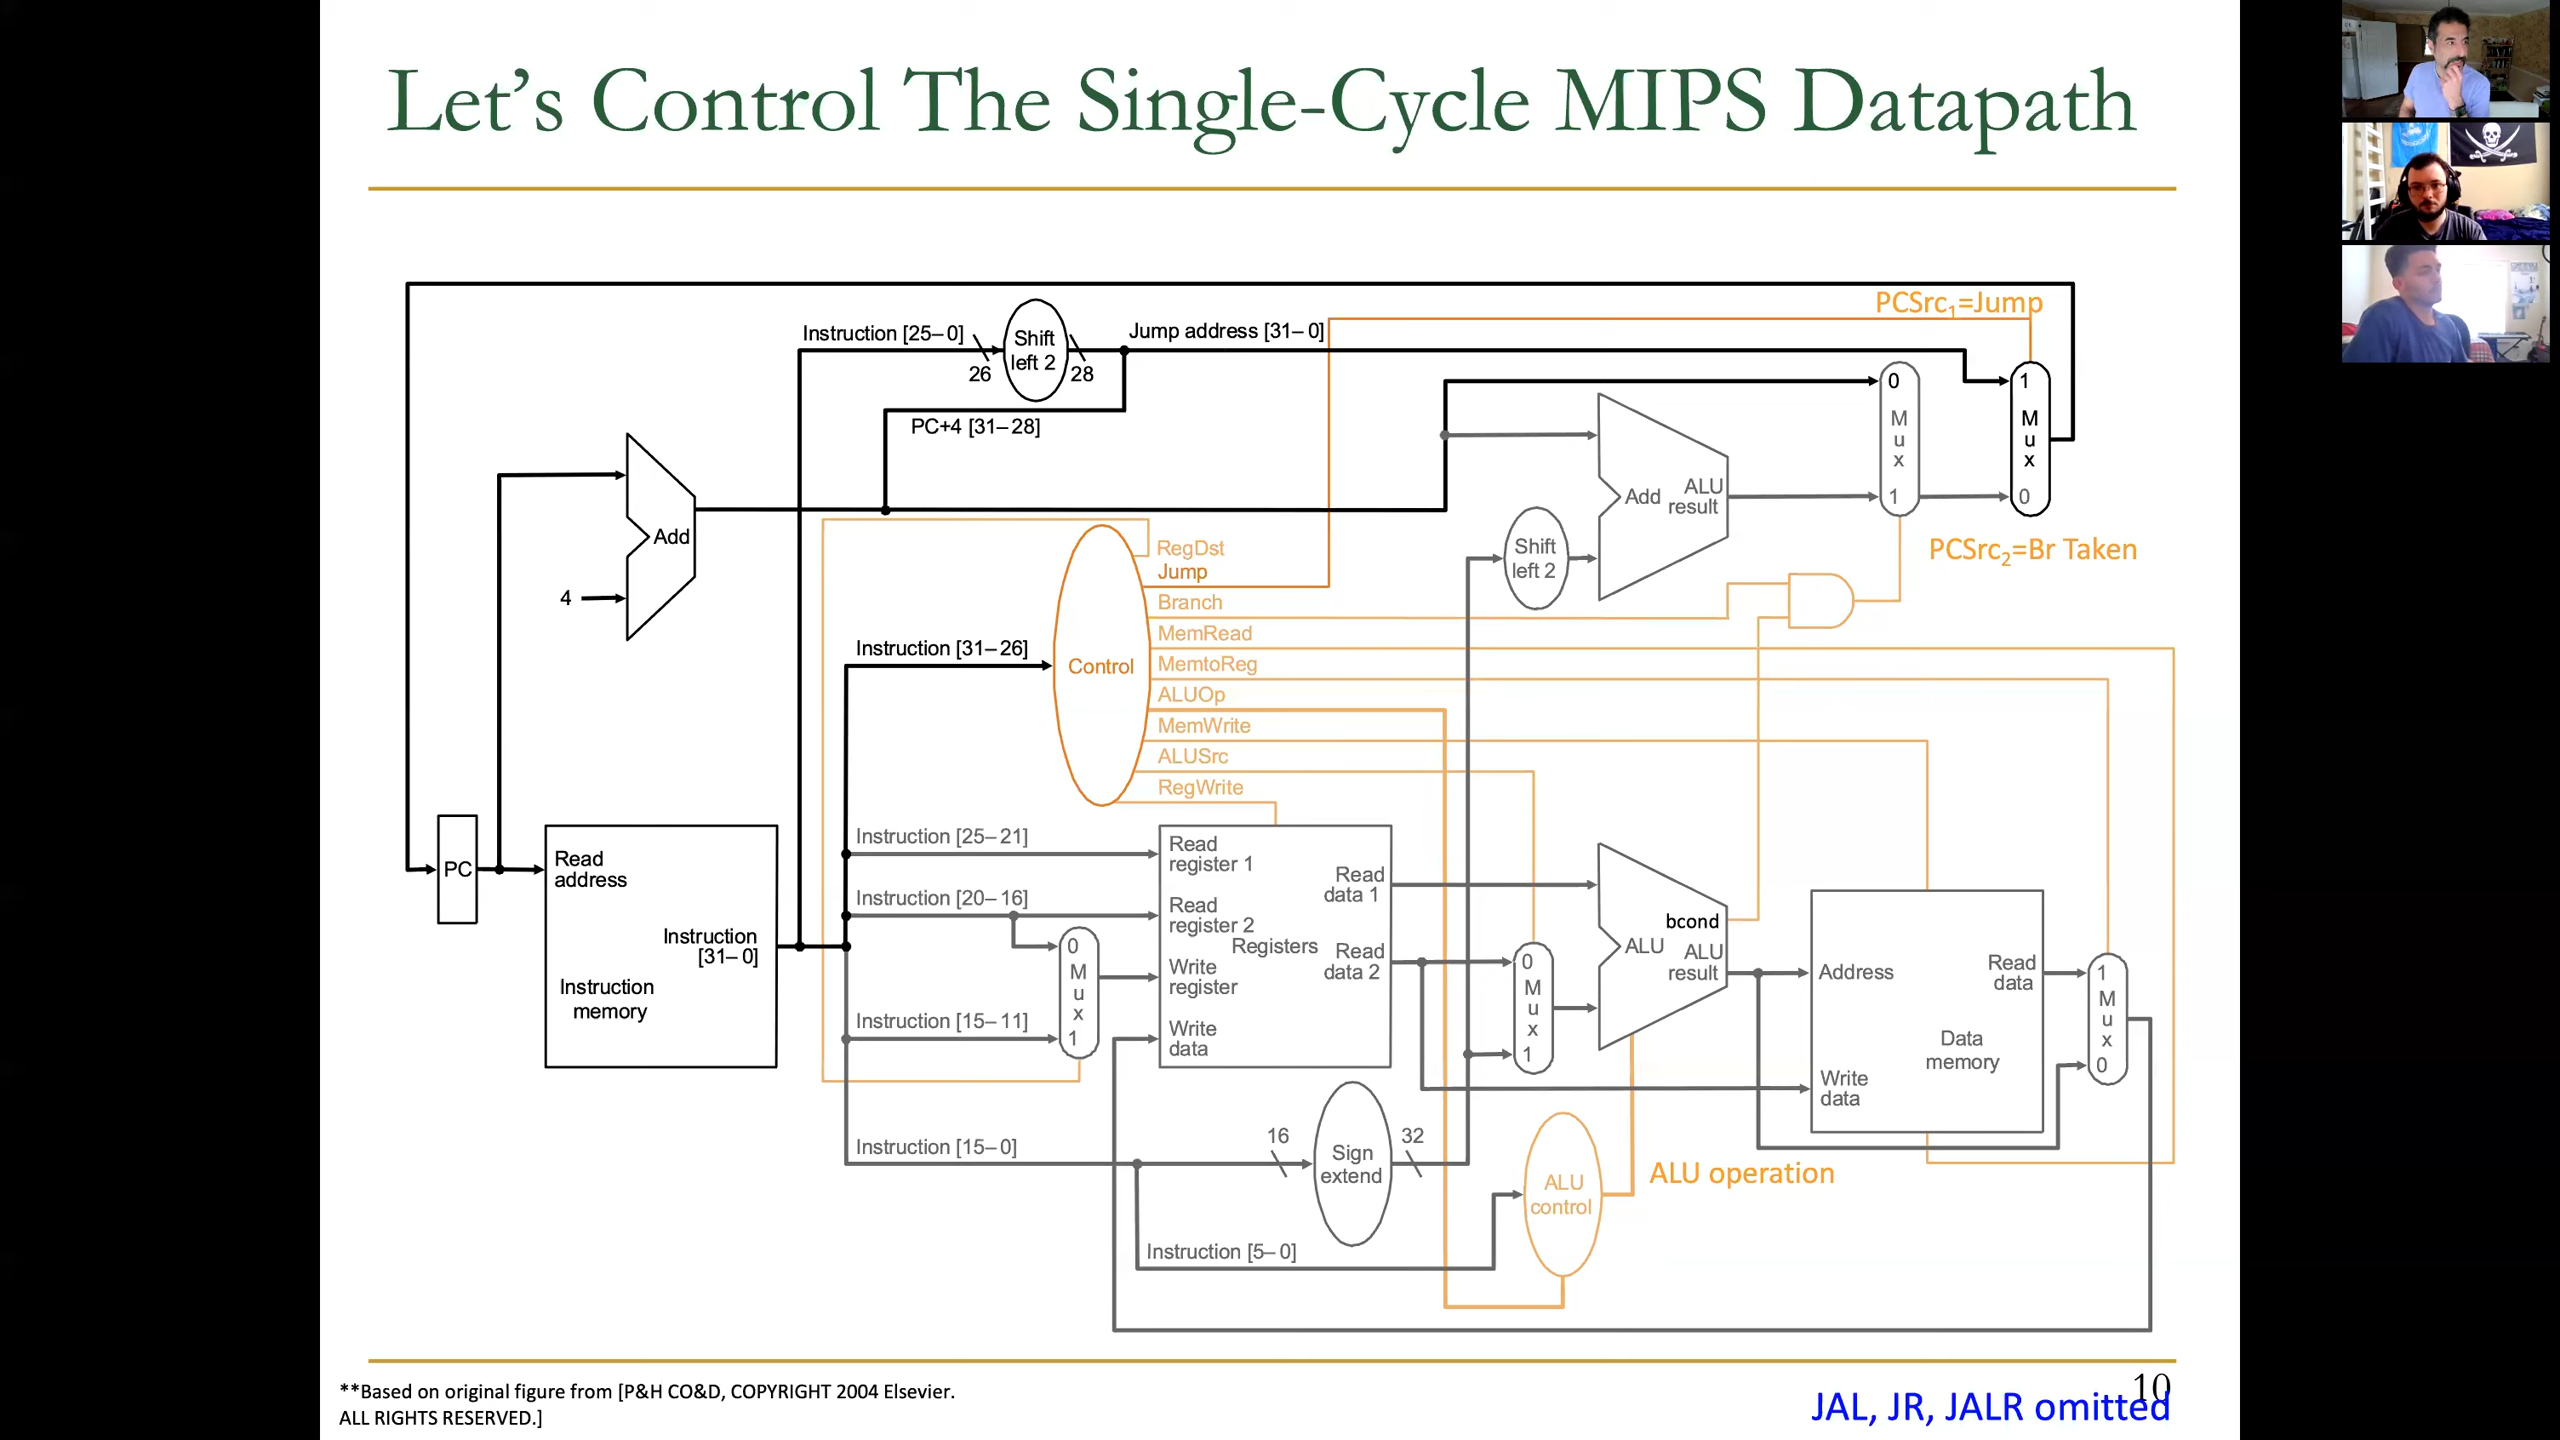 Let's Control The Single-Cycle MIPS Datapath
PCSrc1=Jump
Instruction [25–0]
Shift
left 2
Jump address [31–0]
26
28
PC+4 [31–28]
0
M
u
x
1
1
M
u
x
0
Add
4
Add
ALU
result
Shift
left 2
PCSrc2=Br Taken
RegDst
Jump
Branch
MemRead
MemtoReg
ALUOp
MemWrite
ALUSrc
RegWrite
Instruction [31–26]
Control
PC
Read
address
Instruction
[31–0]
Instruction
memory
Instruction [25–21]
Instruction [20–16]
Instruction [15–11]
Instruction [15–0]
0
M
u
x
1
Read
register 1
Read
register 2
Registers
Write
register
Write
data
Read
data 1
Read
data 2
0
M
u
x
1
bcond
ALU
ALU
result
Address
Read
data
Data
memory
Write
data
1
M
u
x
0
16
Sign
extend
32
ALU
control
ALU operation
Instruction [5–0]
**Based on original figure from [P&H CO&D, COPYRIGHT 2004 Elsevier.
ALL RIGHTS RESERVED.]
10
JAL, JR, JALR omitted